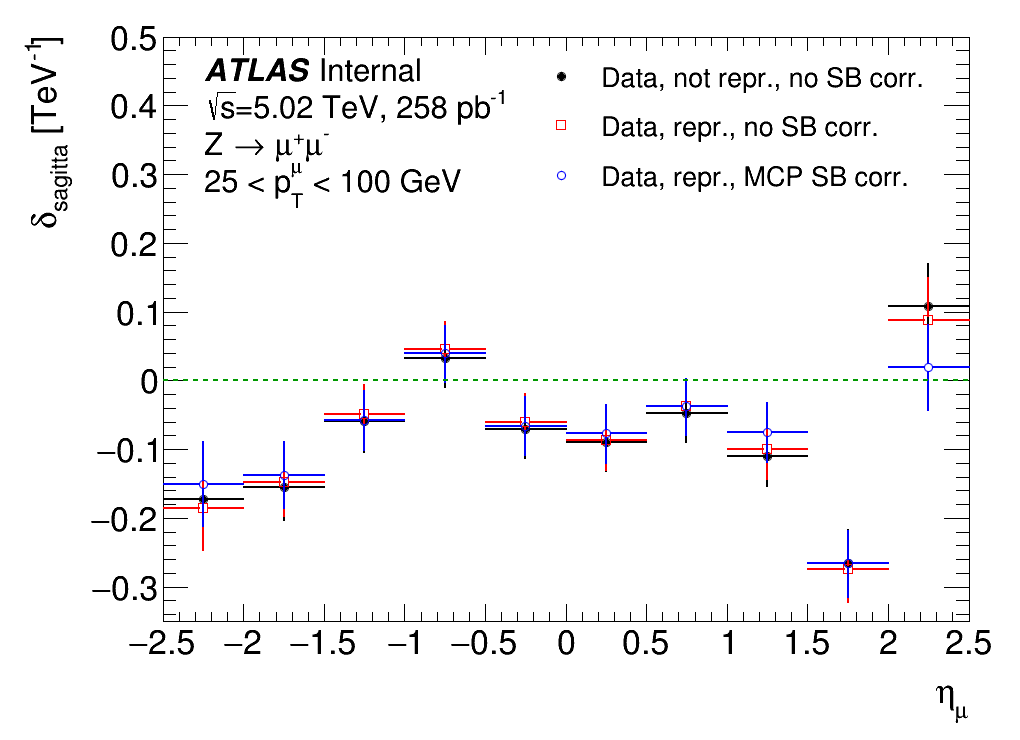 δsagitta [TeV⁻¹]
0.5
0.4
0.3
0.2
0.1
0
−0.1
−0.2
−0.3
ATLAS Internal
√s=5.02 TeV, 258 pb⁻¹
Z → μ⁺μ⁻
25 < pTμ < 100 GeV
Data, not repr., no SB corr.
Data, repr., no SB corr.
Data, repr., MCP SB corr.
−2.5 −2 −1.5 −1 −0.5 0 0.5 1 1.5 2 2.5
ημ